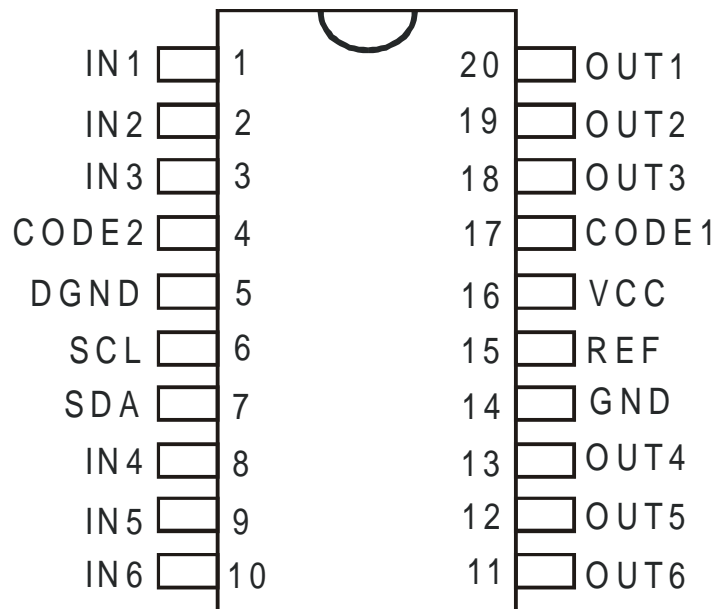 IN1 1 20 OUT1
IN2 2 19 OUT2
IN3 3 18 OUT3
CODE2 4 17 CODE1
DGND 5 16 VCC
SCL 6 15 REF
SDA 7 14 GND
IN4 8 13 OUT4
IN5 9 12 OUT5
IN6 10 11 OUT6